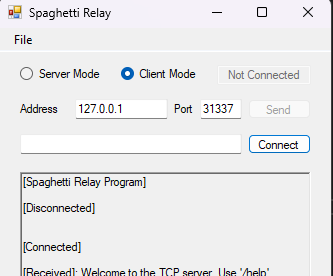 Spaghetti Relay
File
Server Mode Client Mode Not Connected
Address 127.0.0.1 Port 31337 Send
Connect
[Spaghetti Relay Program]
[Disconnected]
[Connected]
[Received]: Welcome to the TCP server. Use '/help'